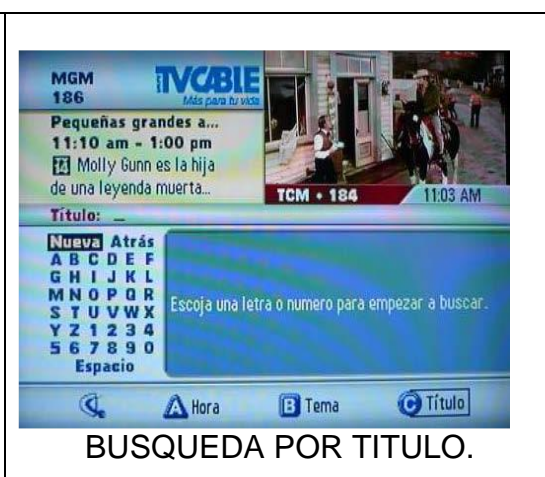 MGM
186
TVCABLE
Más para tu vida
Pequeñas grandes a...
11:10 am - 1:00 pm
14 Molly Gunn es la hija
de una leyenda muerta...
TCM • 184 11:03 AM
Título: _
Nueva Atrás
A B C D E F
G H I J K L
M N O P Q R
S T U V W X
Y Z 1 2 3 4
5 6 7 8 9 0
Espacio
Escoja una letra o numero para empezar a buscar.
A Hora B Tema C Título
BUSQUEDA POR TITULO.